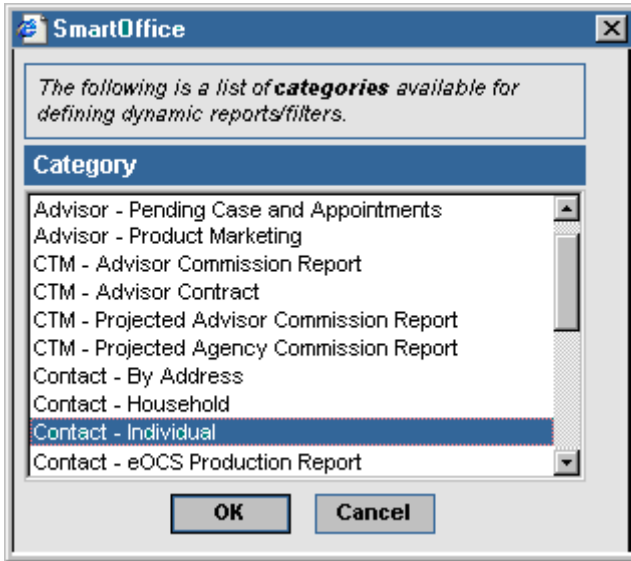 SmartOffice
The following is a list of categories available for
defining dynamic reports/filters.
Category
Advisor - Pending Case and Appointments
Advisor - Product Marketing
CTM - Advisor Commission Report
CTM - Advisor Contract
CTM - Projected Advisor Commission Report
CTM - Projected Agency Commission Report
Contact - By Address
Contact - Household
Contact - Individual
Contact - eOCS Production Report
OK Cancel